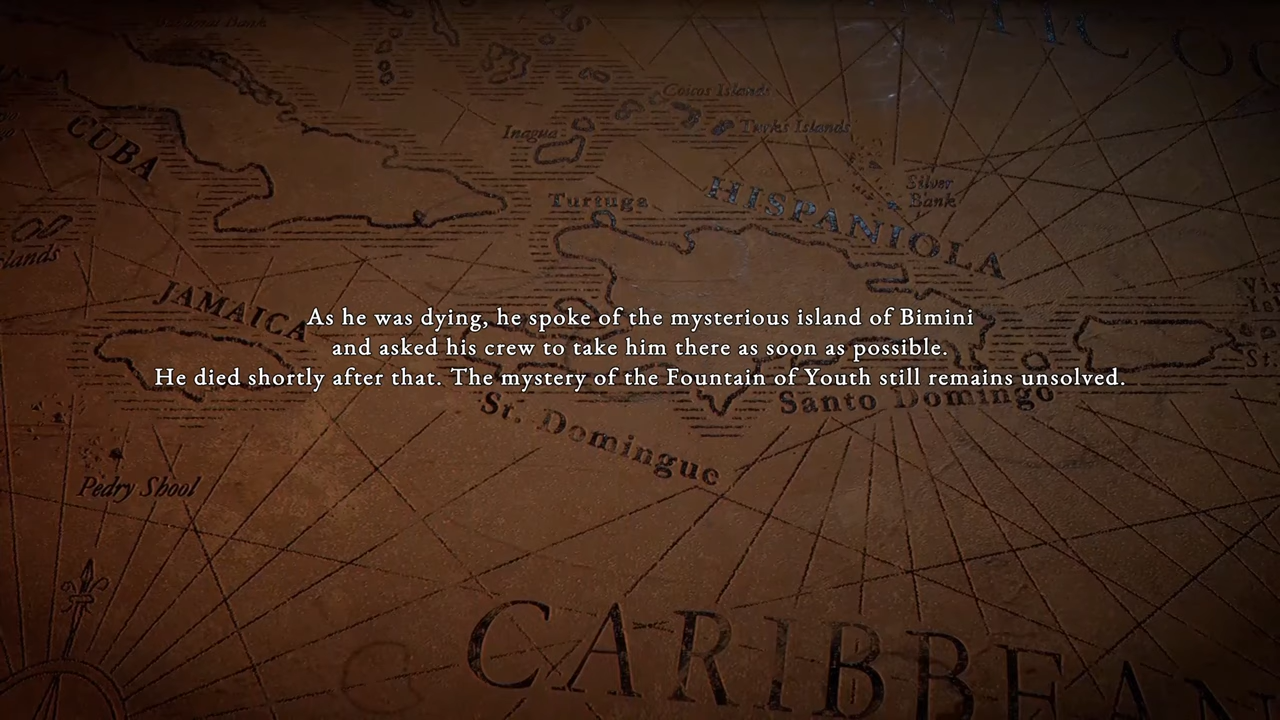 CUBA
Caicos Islands
Inagua
Turks Islands
Silver
Bank
Turtuga
HISPANIOLA
JAMAICA
As he was dying, he spoke of the mysterious island of Bimini
and asked his crew to take him there as soon as possible.
He died shortly after that. The mystery of the Fountain of Youth still remains unsolved.
St. Domingue
Santo Domingo
Pedry Shool
CARIBBEAN